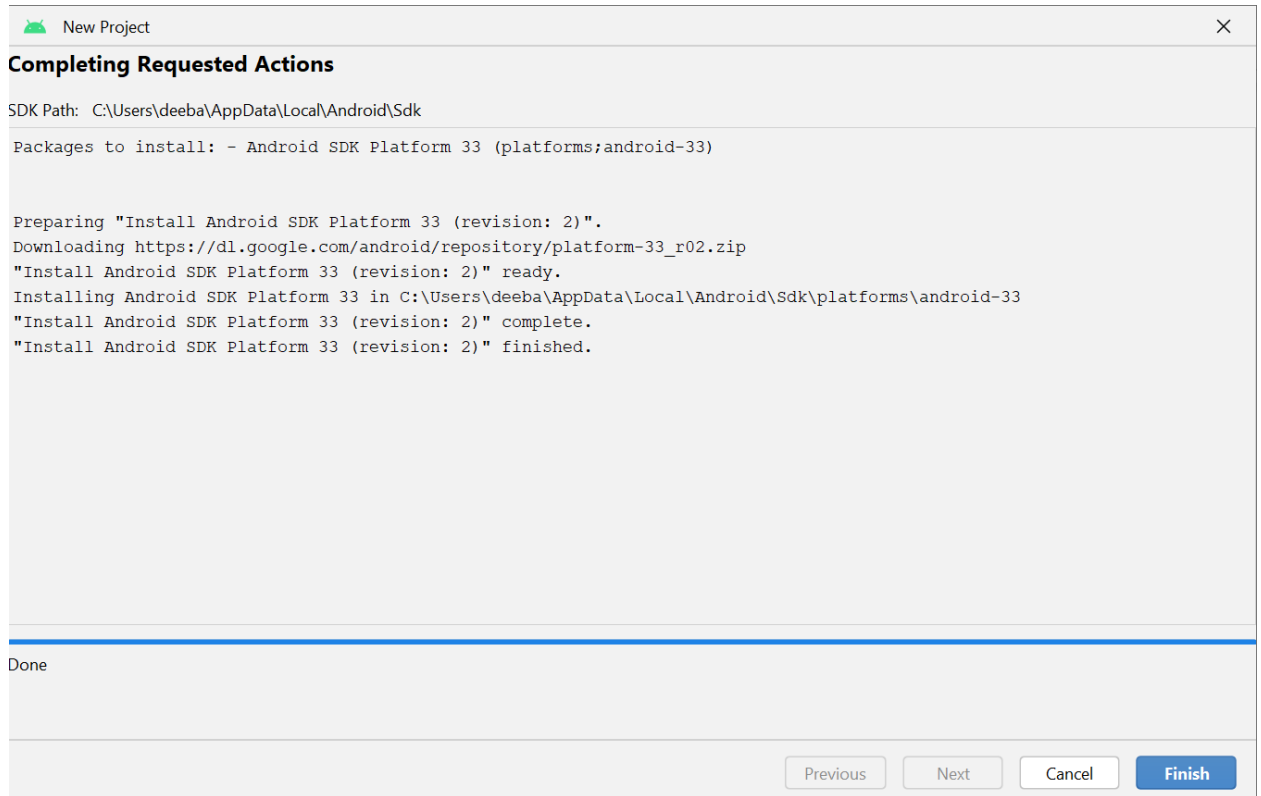 New Project
Completing Requested Actions
SDK Path: C:\Users\deeba\AppData\Local\Android\Sdk
Packages to install: - Android SDK Platform 33 (platforms;android-33)
Preparing "Install Android SDK Platform 33 (revision: 2)".
Downloading https://dl.google.com/android/repository/platform-33_r02.zip
"Install Android SDK Platform 33 (revision: 2)" ready.
Installing Android SDK Platform 33 in C:\Users\deeba\AppData\Local\Android\Sdk\platforms\android-33
"Install Android SDK Platform 33 (revision: 2)" complete.
"Install Android SDK Platform 33 (revision: 2)" finished.
Done
Previous Next Cancel Finish